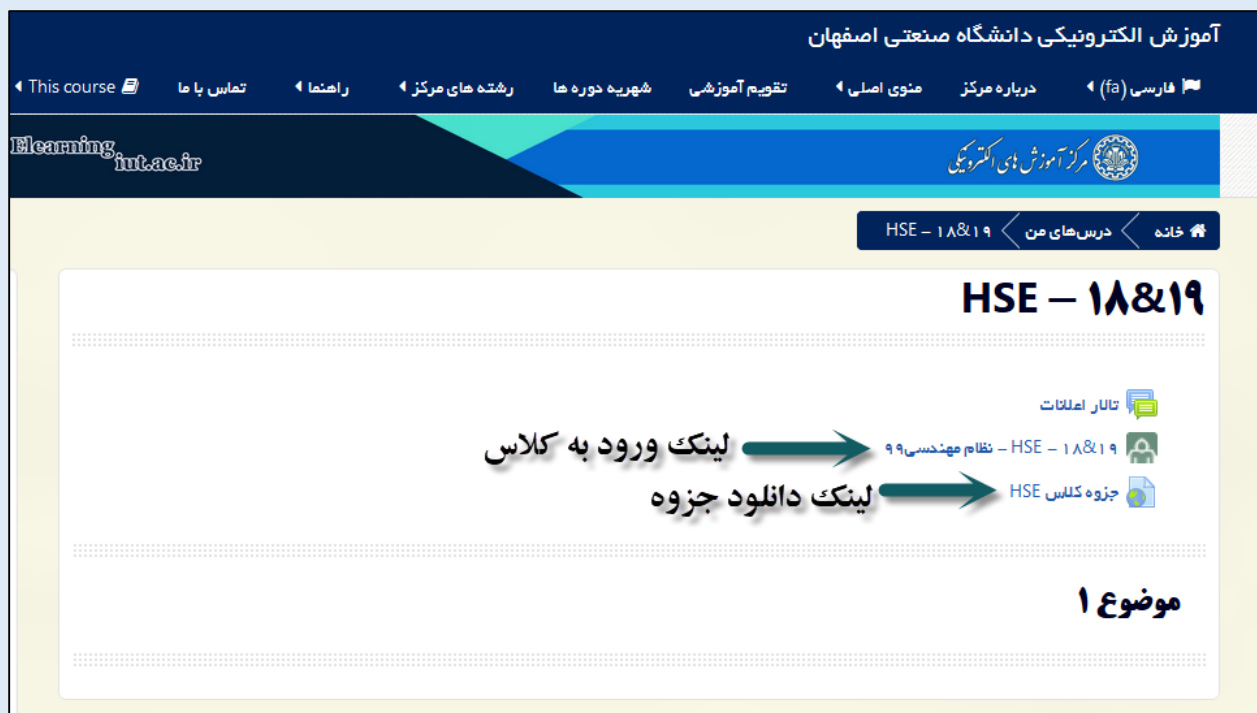 آموزش الکترونیکی دانشگاه صنعتی اصفهان
فارسی (fa) درباره مرکز منوی اصلی تقویم آموزشی شهریه دوره ها رشته های مرکز راهنما تماس با ما This course
مرکز آموزش های الکترونیکی
Elearning
iut.ac.ir
خانه درس‌های من HSE – ۱۸&۱۹
HSE – ۱۸&۱۹
تالار اعلانات
HSE – ۱۸&۱۹ – نظام مهندسی۹۹ لینک ورود به کلاس
جزوه کلاس HSE لینک دانلود جزوه
موضوع ۱